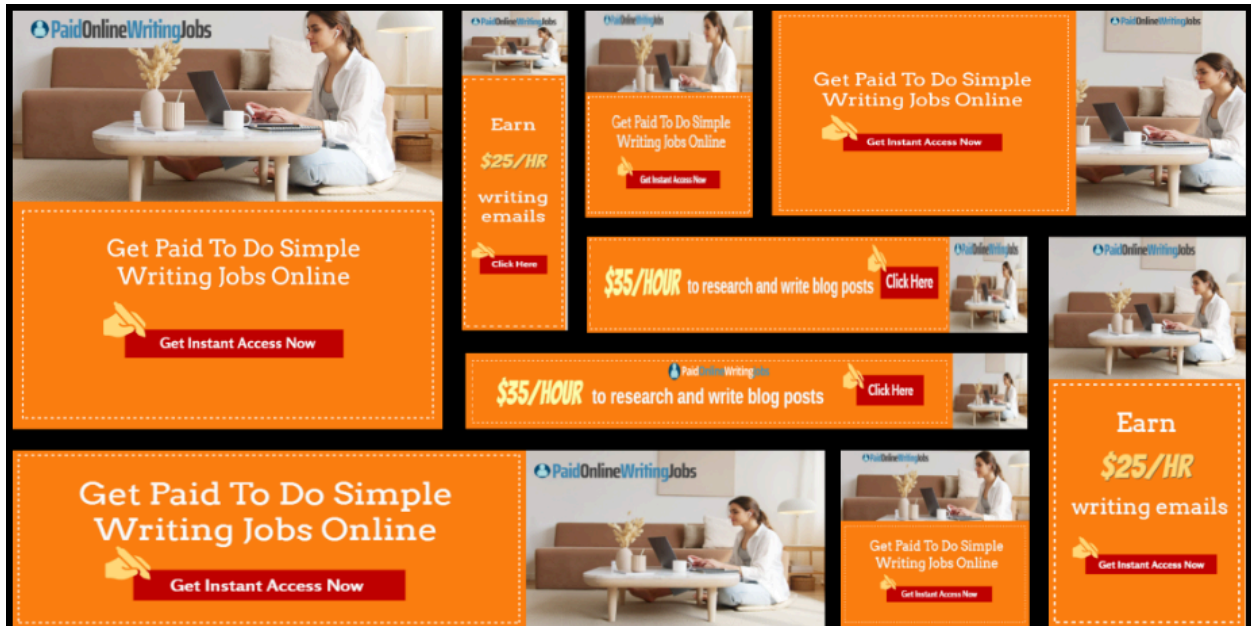 PaidOnlineWritingJobs
Get Paid To Do Simple
Writing Jobs Online
Get Instant Access Now
PaidOnlineWritingJobs
Earn
$25/HR
writing
emails
Click Here
PaidOnlineWritingJobs
Get Paid To Do Simple
Writing Jobs Online
Get Instant Access Now
Get Paid To Do Simple
Writing Jobs Online
Get Instant Access Now
PaidOnlineWritingJobs
$35/HOUR to research and write blog posts
Click Here
PaidOnlineWritingJobs
PaidOnlineWritingJobs
$35/HOUR to research and write blog posts
Click Here
PaidOnlineWritingJobs
Earn
$25/HR
writing emails
Get Instant Access Now
Get Paid To Do Simple
Writing Jobs Online
Get Instant Access Now
PaidOnlineWritingJobs
PaidOnlineWritingJobs
Get Paid To Do Simple
Writing Jobs Online
Get Instant Access Now